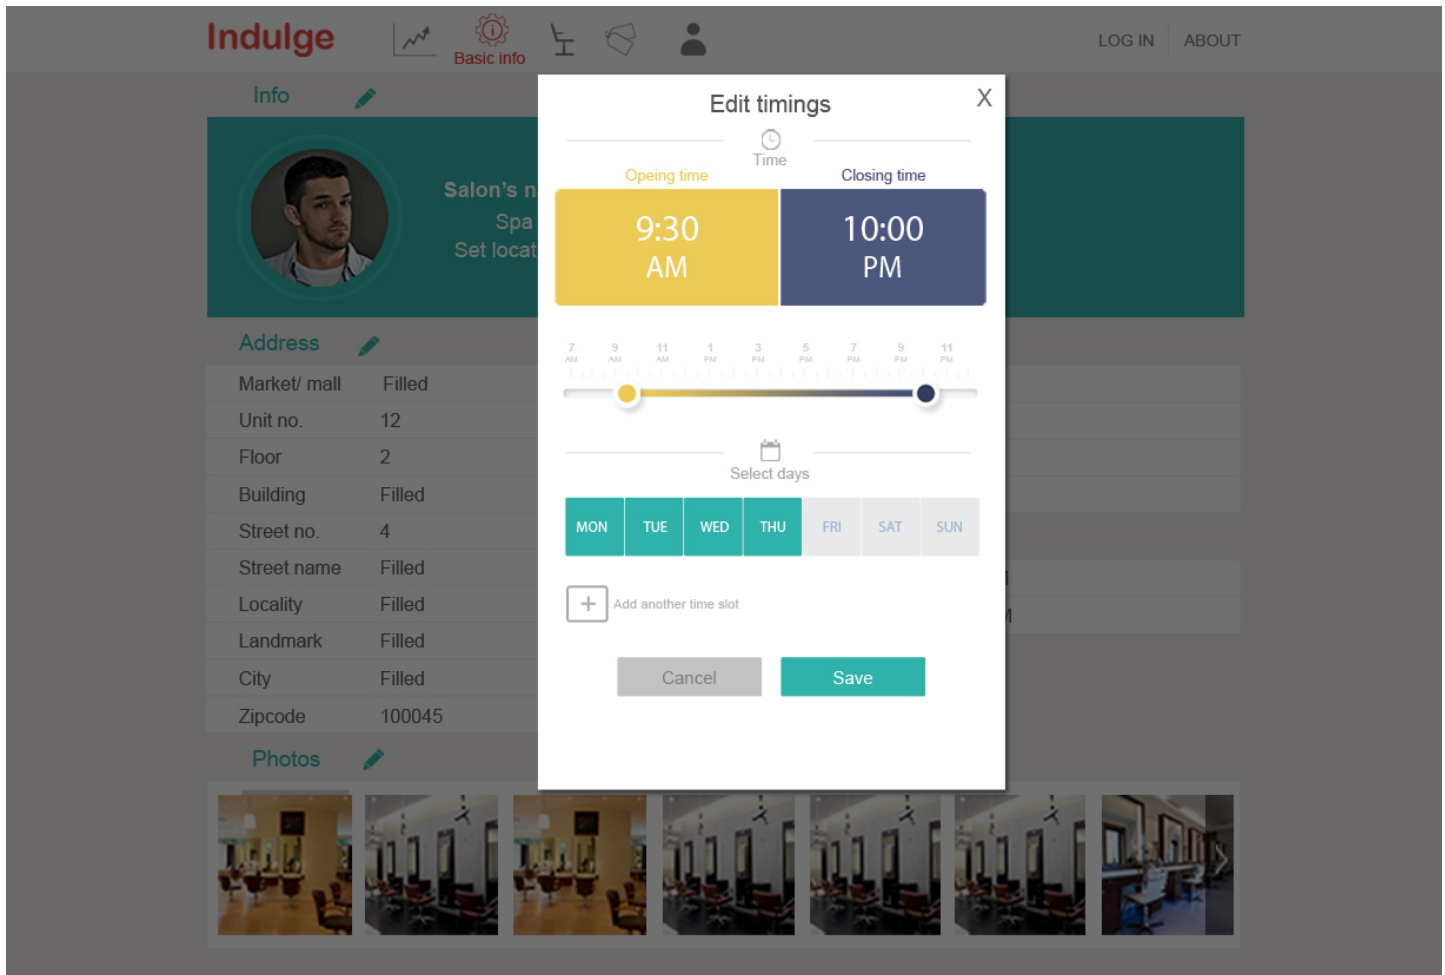 Indulge
Basic info
LOG IN
ABOUT
Info
Salon's n
Spa
Set locat
Address
Market/ mall Filled
Unit no. 12
Floor 2
Building Filled
Street no. 4
Street name Filled
Locality Filled
Landmark Filled
City Filled
Zipcode 100045
Photos
Edit timings X
Time
Opeing time Closing time
9:30 10:00
AM PM
7 9 11 1 3 5 7 9 11
AM AM AM PM PM PM PM PM PM
Select days
MON TUE WED THU FRI SAT SUN
+ Add another time slot
Cancel Save